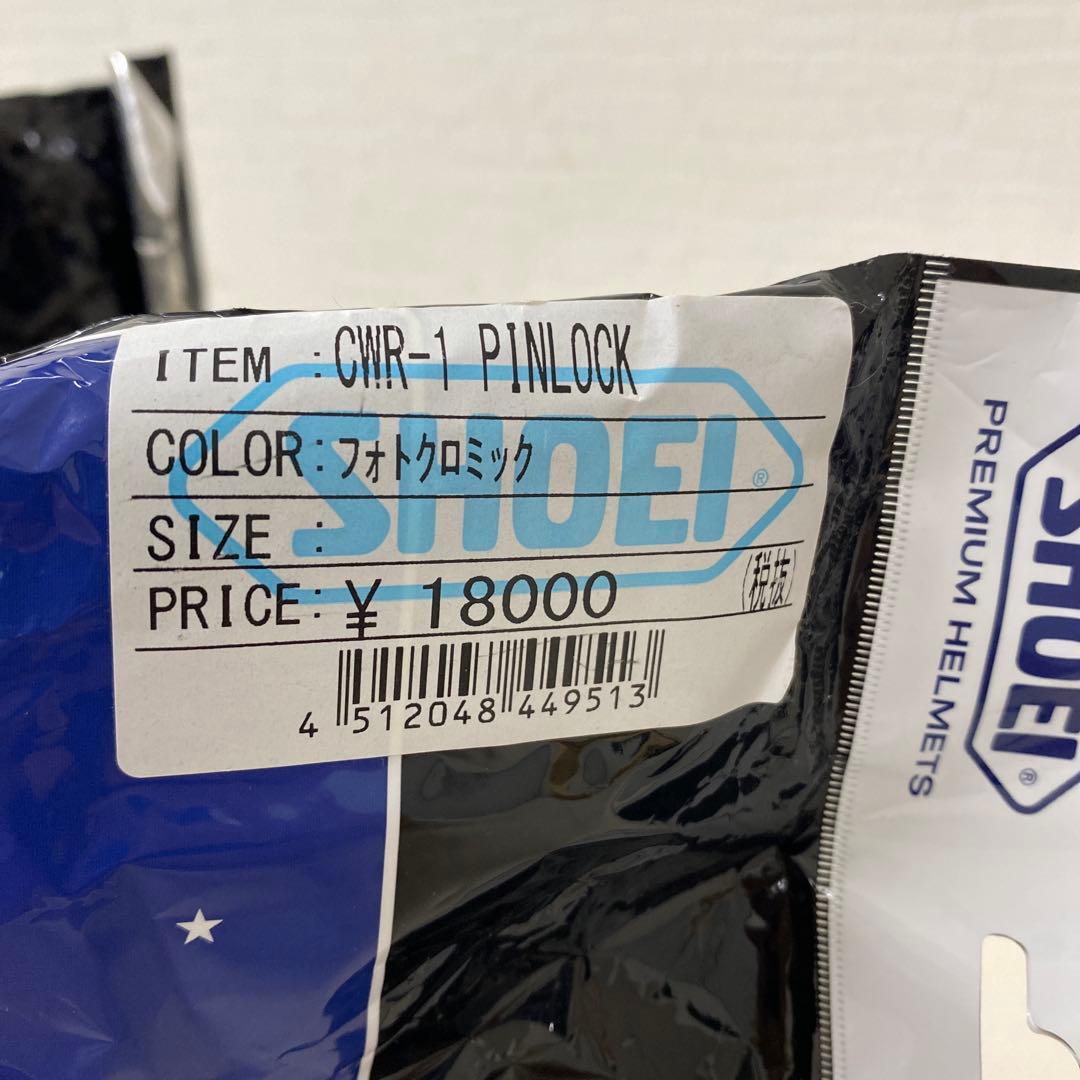 ITEM :CWR-1 PINLOCK
COLOR:フォトクロミック
SIZE :
PRICE:¥ 18000 (税抜)
SHOEI®
4 512048 449513
SHOEI®
PREMIUM HELMETS